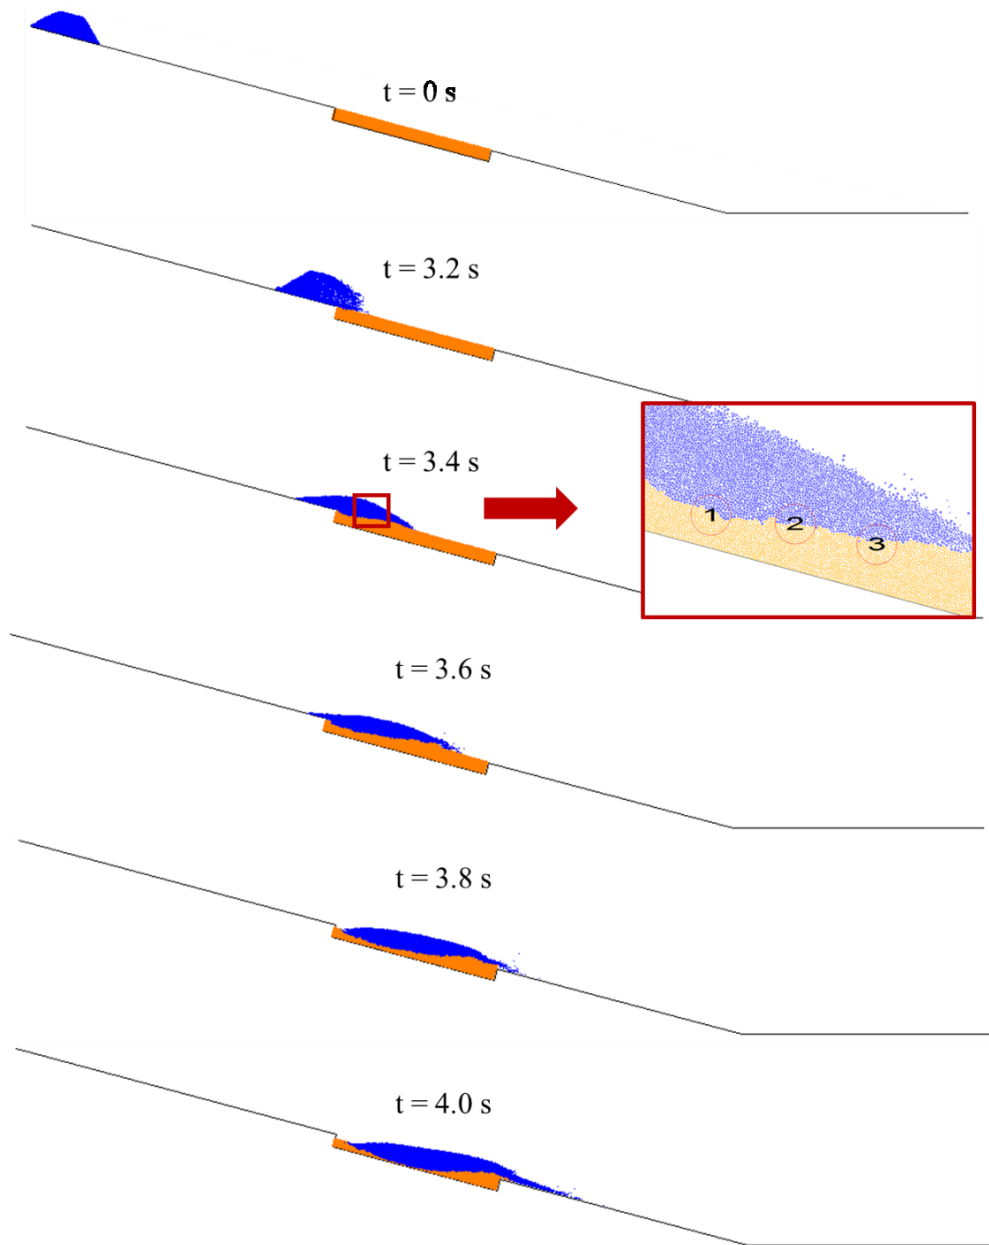 t = 0 s
t = 3.2 s
t = 3.4 s
1
2
3
t = 3.6 s
t = 3.8 s
t = 4.0 s